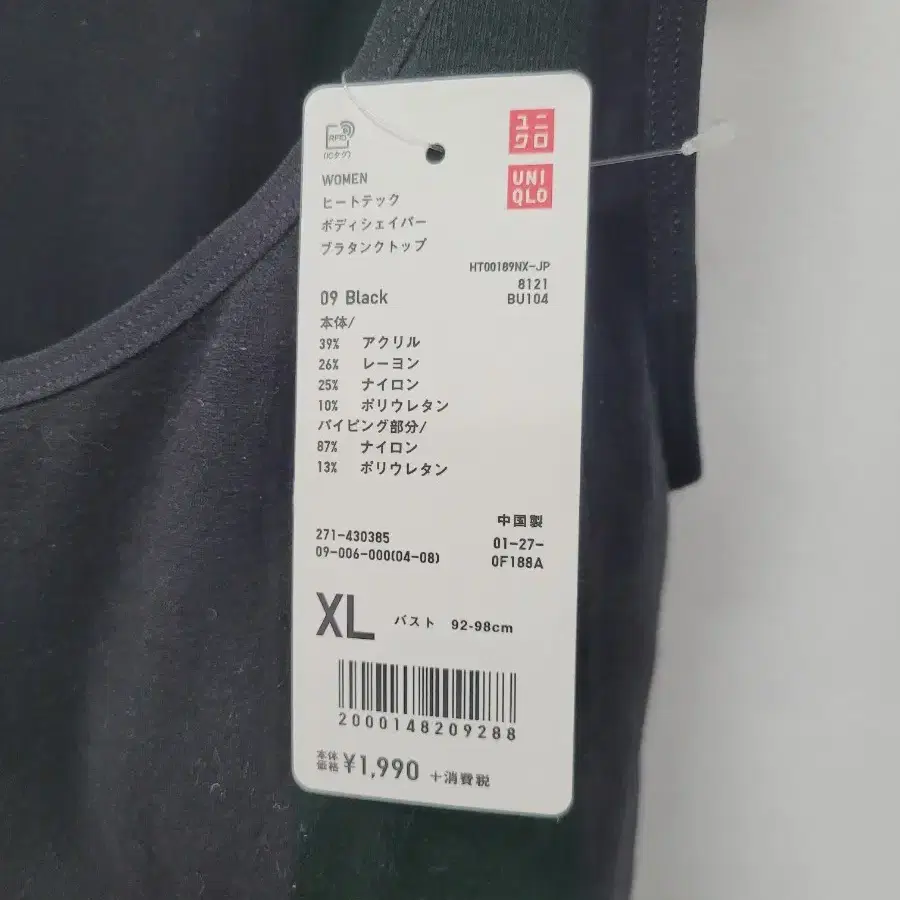 ユニ
クロ
UNI
QLO
RFID
(ICタグ)
WOMEN
ヒートテック
ボディシェイパー
ブラタンクトップ
HT00189NX-JP
8121
BU104
09 Black
本体/
39% アクリル
26% レーヨン
25% ナイロン
10% ポリウレタン
パイピング部分/
87% ナイロン
13% ポリウレタン
中国製
271-430385
01-27-
09-006-000(04-08)
0F188A
XL バスト 92-98cm
2000148209288
本体価格 ¥1,990 +消費税